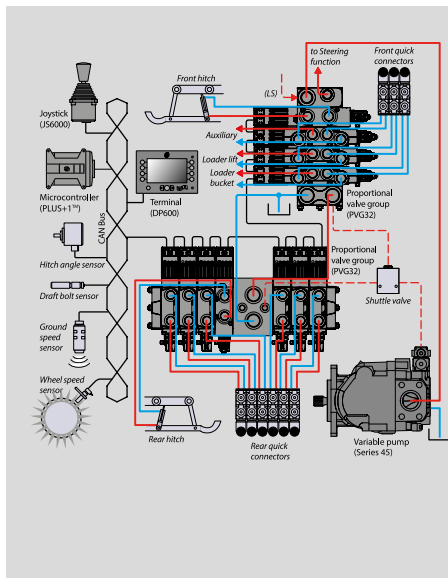 to Steering
function
Front quick
connectors
Front hitch
(LS)
Joystick
(JS6000)
Auxiliary
Loader lift
Loader
bucket
Microcontroller
(PLUS+1™)
Terminal
(DP600)
CAN Bus
Proportional
valve group
(PVG32)
Hitch angle sensor
Proportional
valve group
(PVG32)
Shuttle valve
Draft bolt sensor
Ground
speed
sensor
Wheel speed
sensor
Rear hitch
Rear quick
connectors
Variable pump
(Series 45)